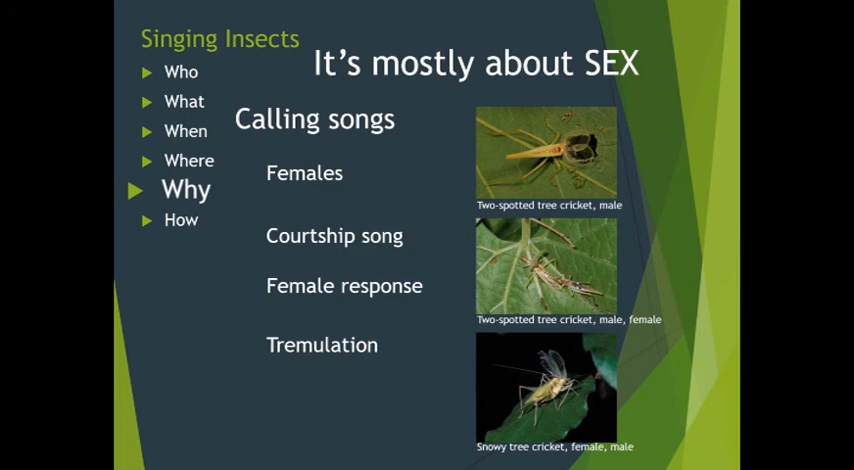 Singing Insects
Who
What
When
Where
Why
How
It's mostly about SEX
Calling songs
Females
Courtship song
Female response
Tremulation
Two-spotted tree cricket, male
Two-spotted tree cricket, male, female
Snowy tree cricket, female, male